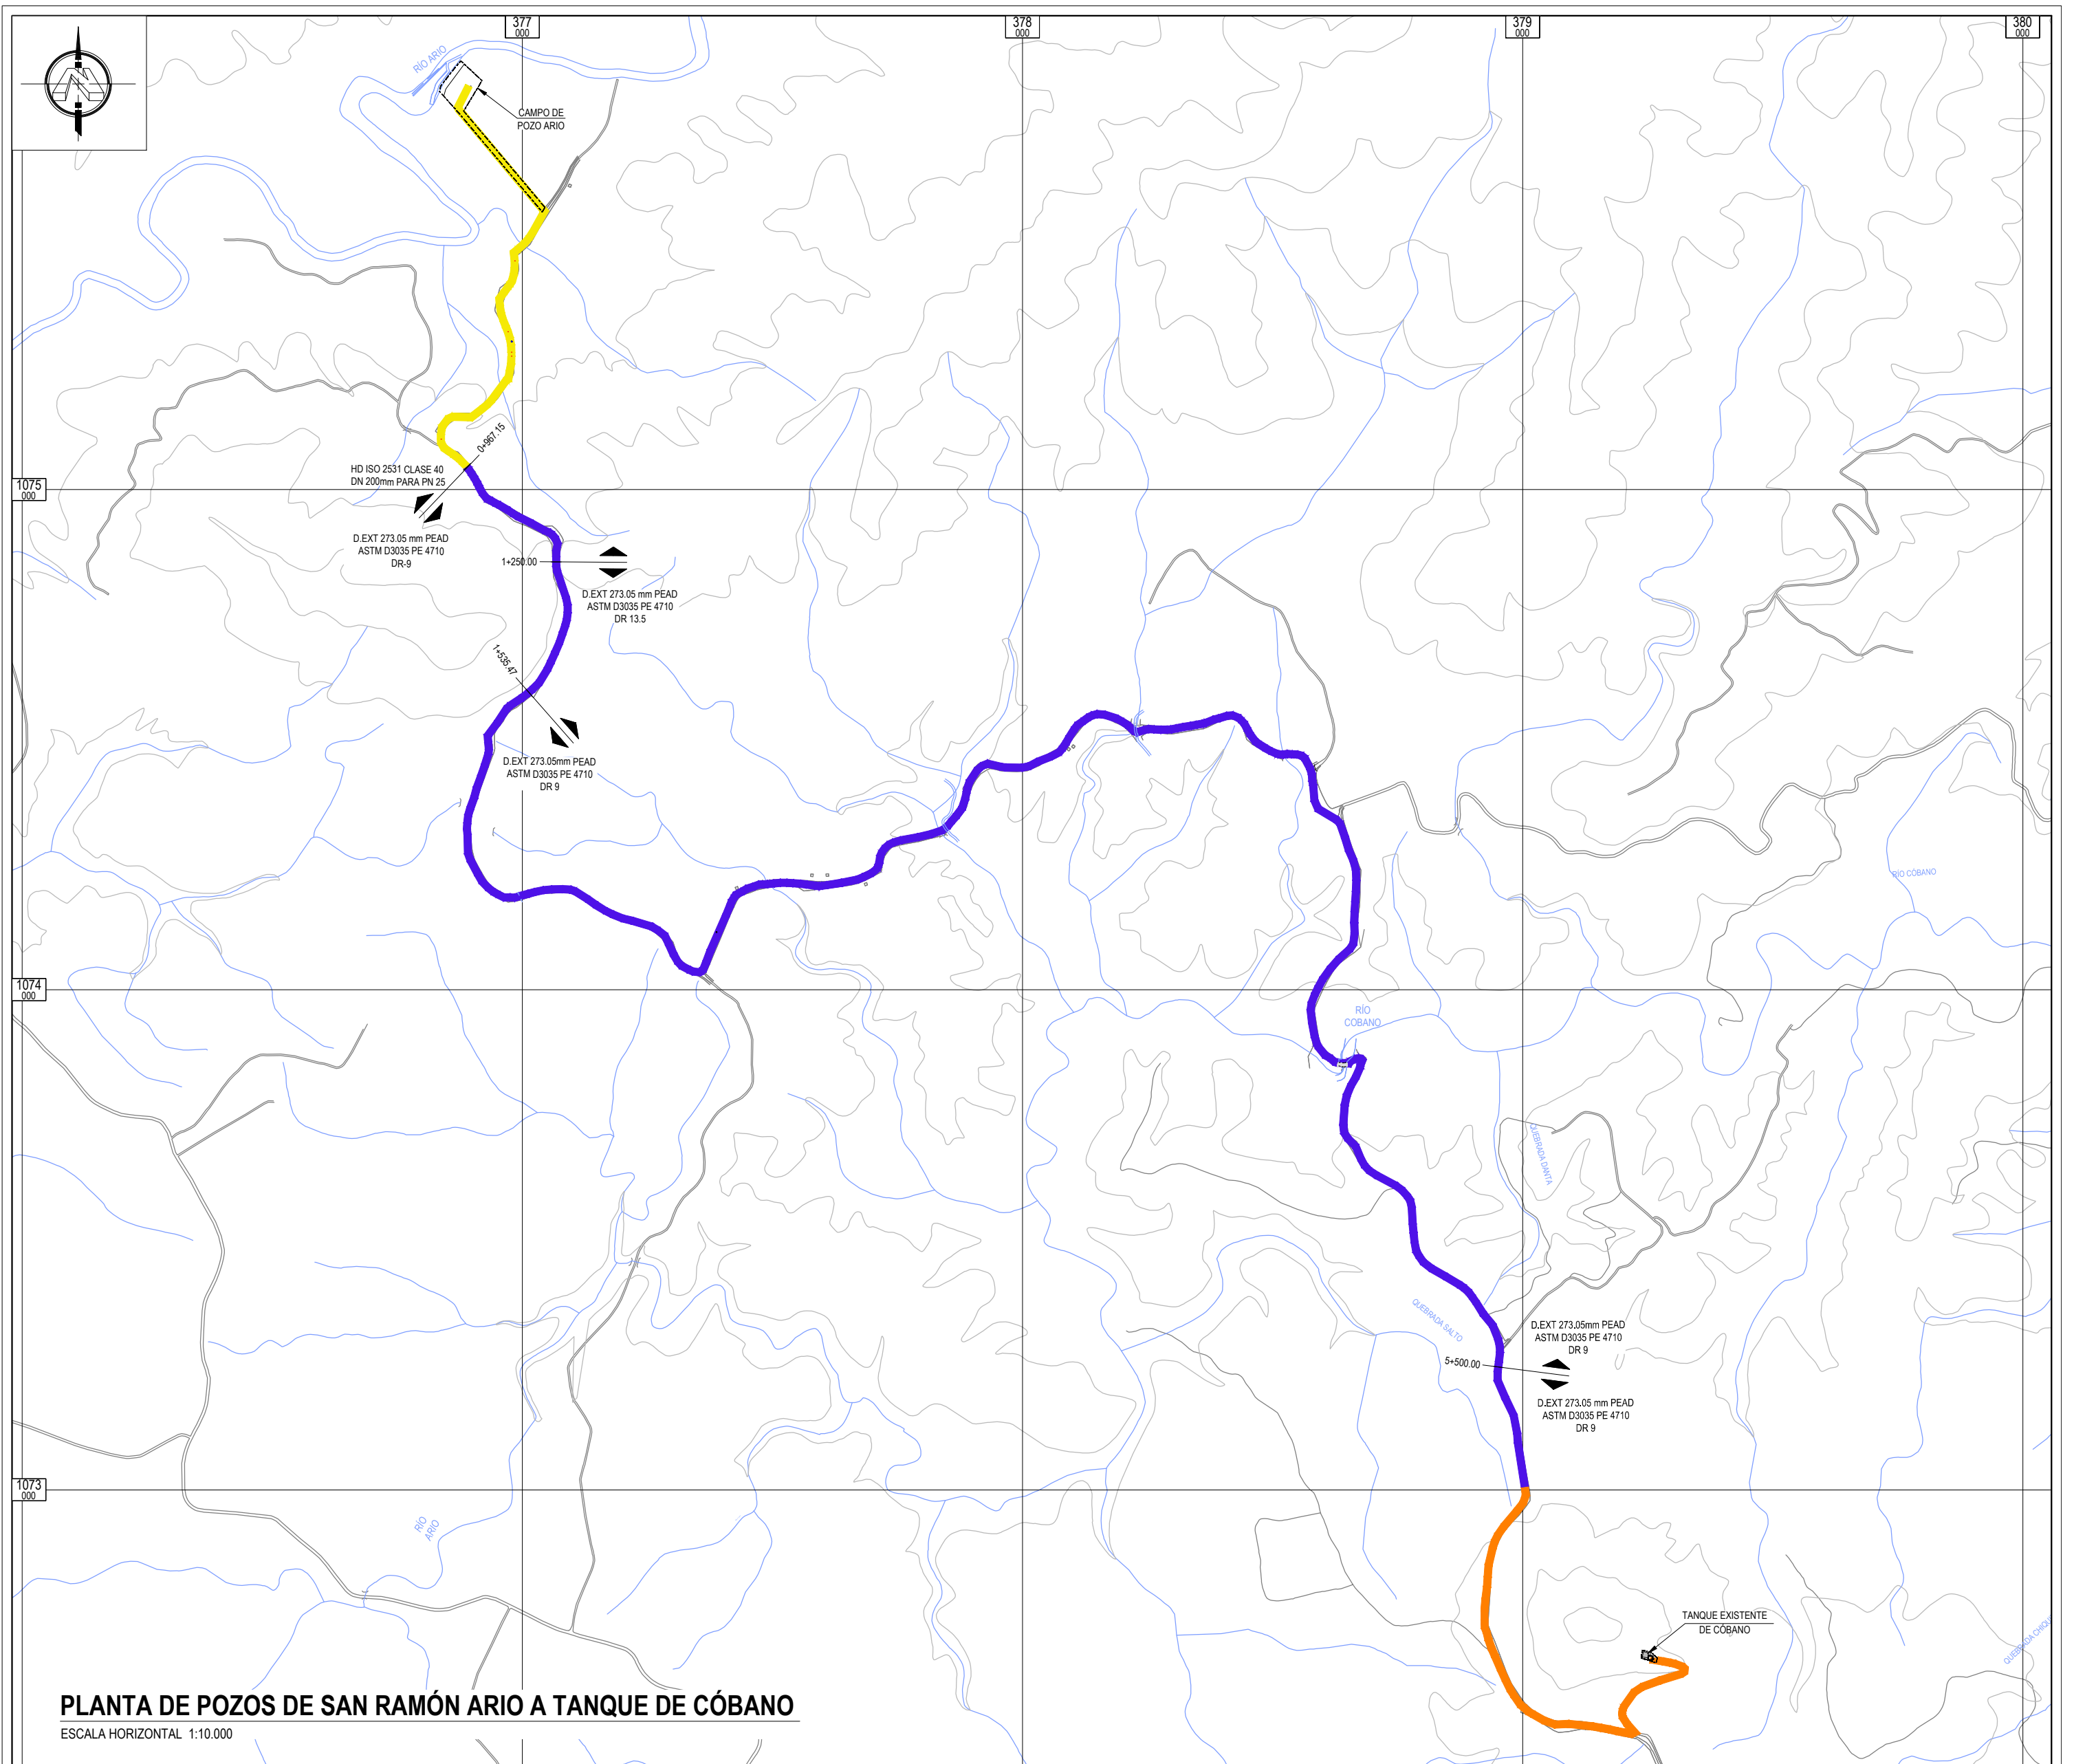 377
000
378
000
379
000
380
000
RÍO ARIO
CAMPO DE
POZO ARIO
0+967.15
HD ISO 2531 CLASE 40
DN 200mm PARA PN 25
1075
000
D.EXT 273.05 mm PEAD
ASTM D3035 PE 4710
DR-9
1+250.00
D.EXT 273.05 mm PEAD
ASTM D3035 PE 4710
DR 13.5
1+535.47
D.EXT 273.05mm PEAD
ASTM D3035 PE 4710
DR 9
RÍO CÓBANO
1074
000
RÍO
COBANO
QUEBRADA DANTA
QUEBRADA SALTO
D.EXT 273.05mm PEAD
ASTM D3035 PE 4710
DR 9
5+500.00
D.EXT 273.05 mm PEAD
ASTM D3035 PE 4710
DR 9
1073
000
RÍO
ARIO
TANQUE EXISTENTE
DE CÓBANO
QUEBRADA
PLANTA DE POZOS DE SAN RAMÓN ARIO A TANQUE DE CÓBANO
ESCALA HORIZONTAL 1:10.000